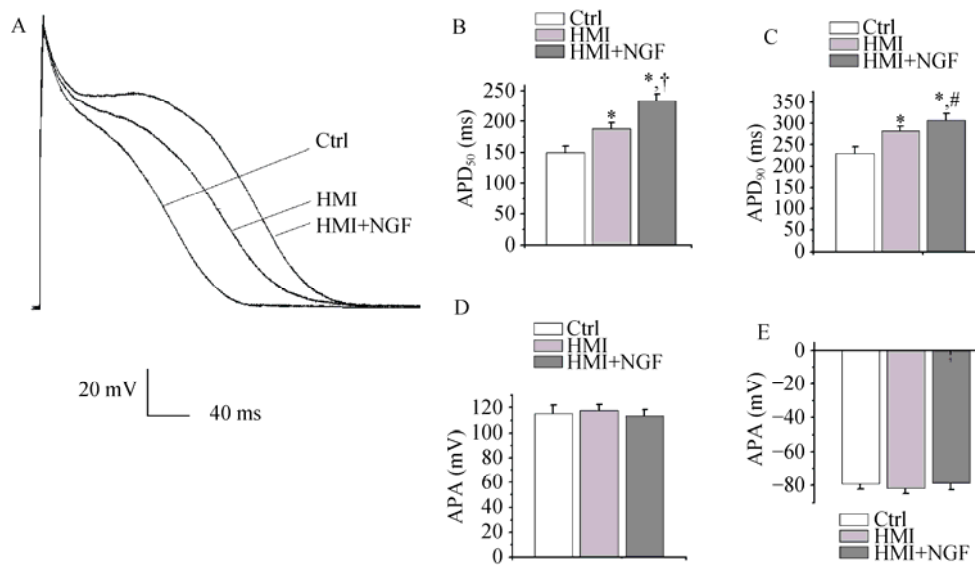 A
Ctrl
HMI
HMI+NGF
20 mV
40 ms
B
Ctrl
HMI
HMI+NGF
*,†
*
250
200
150
100
50
0
APD50 (ms)
C
Ctrl
HMI
HMI+NGF
*,#
*
350
300
250
200
150
100
50
0
APD90 (ms)
D
Ctrl
HMI
HMI+NGF
120
100
80
60
40
20
0
APA (mV)
E
0
−20
−40
−60
−80
APA (mV)
Ctrl
HMI
HMI+NGF